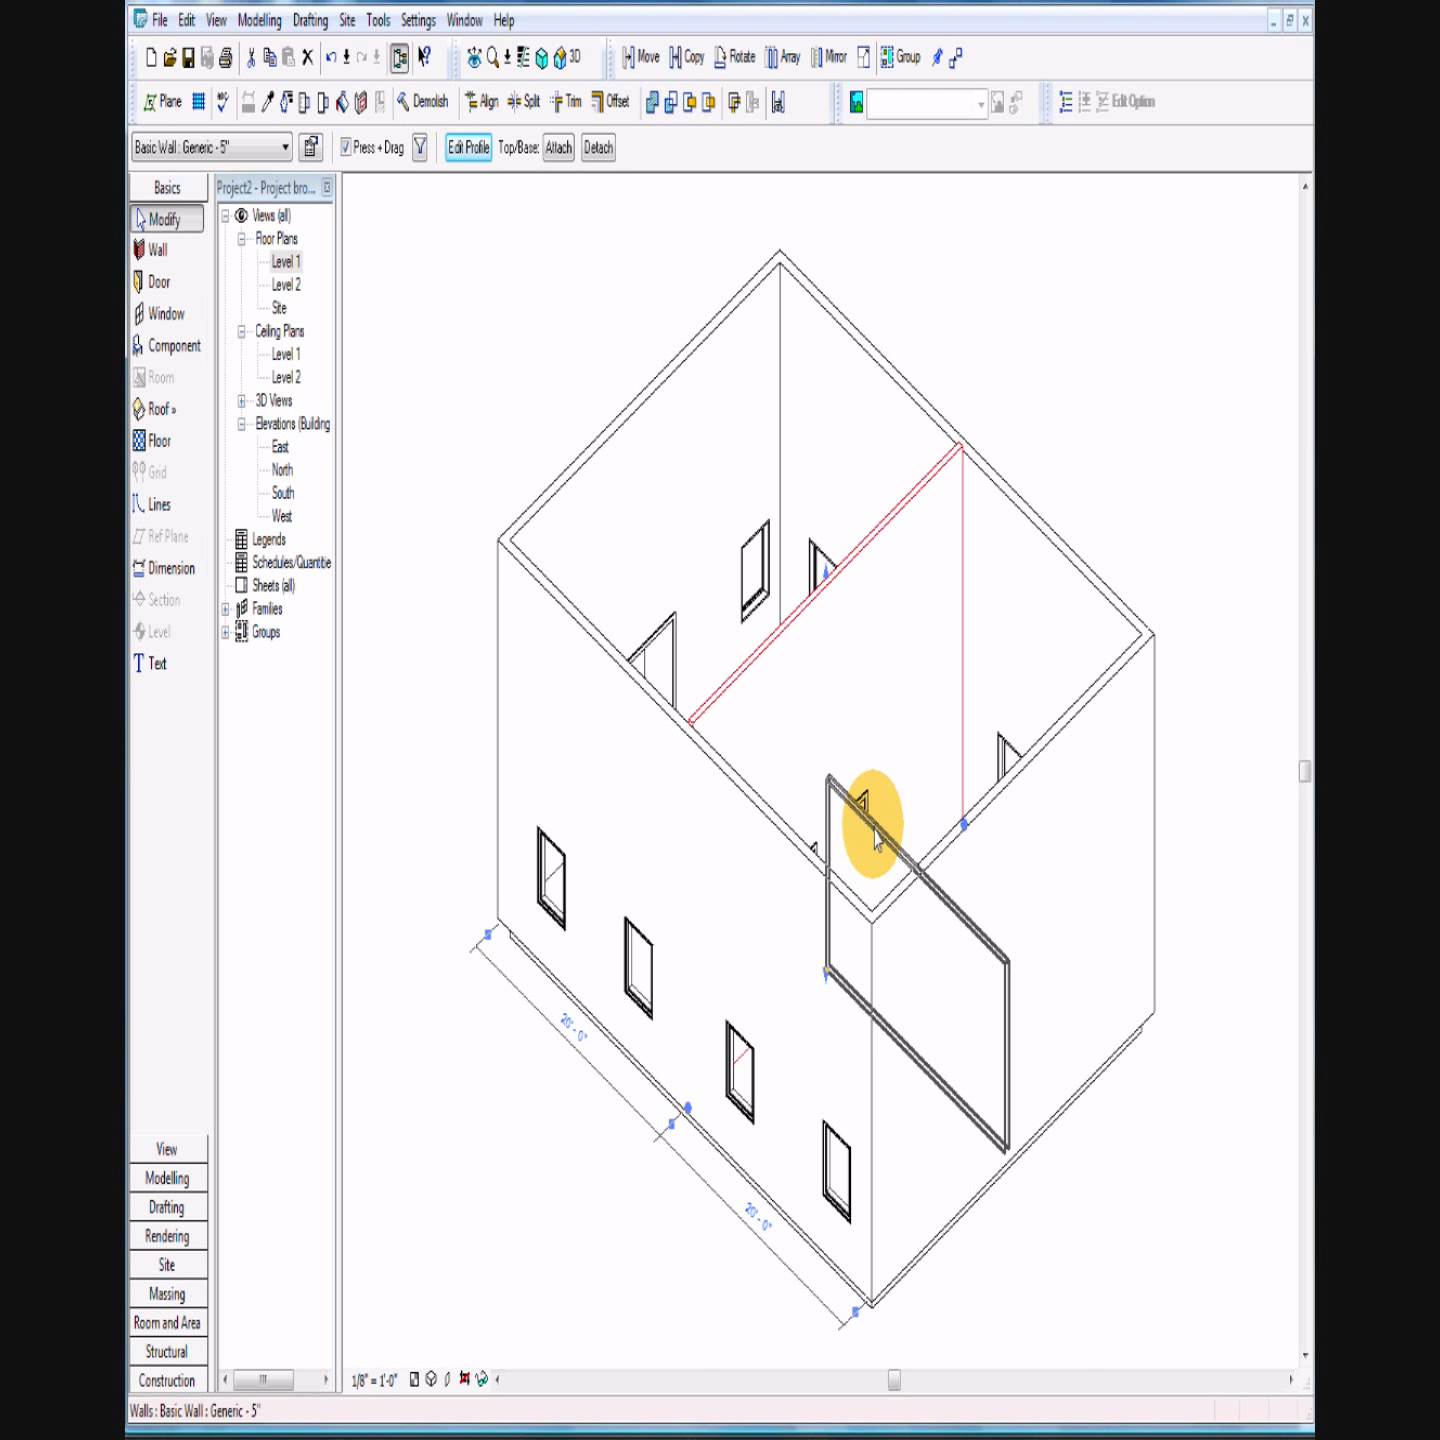 File Edit View Modelling Drafting Site Tools Settings Window Help
3D Move Copy Rotate Array Mirror Group
Plane Demolish Align Split Trim Offset Edit Option
Basic Wall : Generic - 5" Press + Drag Edit Profile Top/Base: Attach Detach
Basics
Modify
Wall
Door
Window
Component
Room
Roof »
Floor
Grid
Lines
Ref Plane
Dimension
Section
Level
Text
View
Modelling
Drafting
Rendering
Site
Massing
Room and Area
Structural
Construction
Project2 - Project bro...
Views (all)
Floor Plans
Level 1
Level 2
Site
Ceiling Plans
Level 1
Level 2
3D Views
Elevations (Building
East
North
South
West
Legends
Schedules/Quantitie
Sheets (all)
Families
Groups
20' - 0"
20' - 0"
1/8" = 1'-0"
Walls : Basic Wall : Generic - 5"